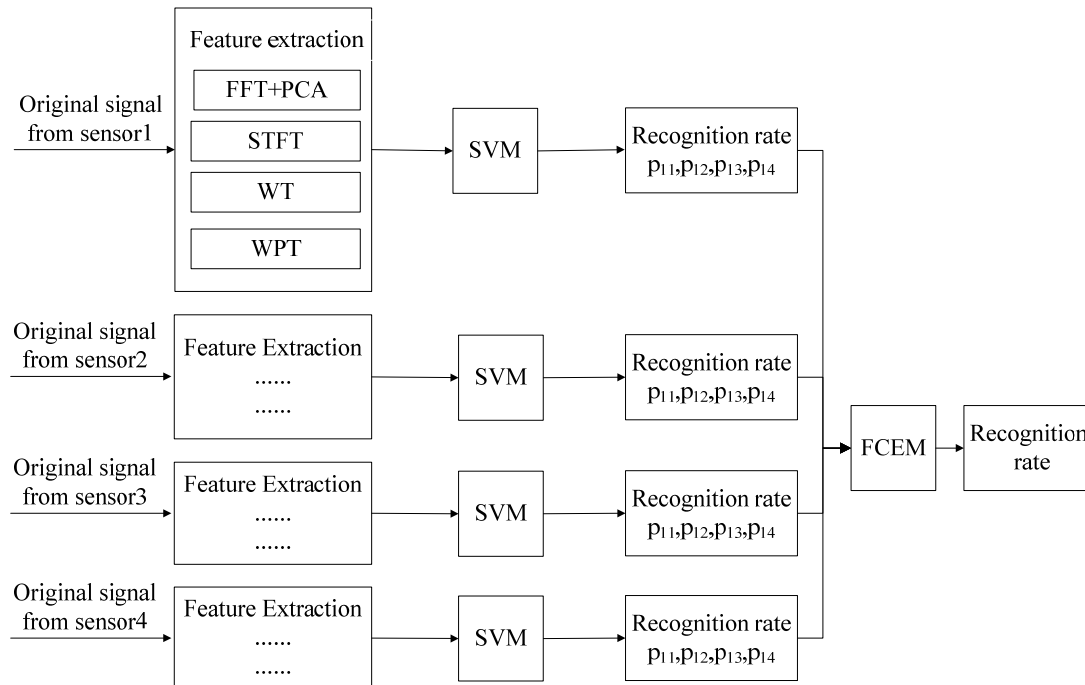 Feature extraction
FFT+PCA
STFT
WT
WPT
Original signal
from sensor1
SVM
Recognition rate
p₁₁,p₁₂,p₁₃,p₁₄
Original signal
from sensor2
Feature Extraction
......
......
SVM
Recognition rate
p₁₁,p₁₂,p₁₃,p₁₄
Original signal
from sensor3
Feature Extraction
......
......
SVM
Recognition rate
p₁₁,p₁₂,p₁₃,p₁₄
Original signal
from sensor4
Feature Extraction
......
......
SVM
Recognition rate
p₁₁,p₁₂,p₁₃,p₁₄
FCEM
Recognition
rate